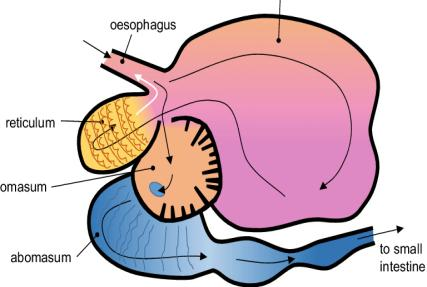 oesophagus
reticulum
omasum
abomasum
to small
intestine